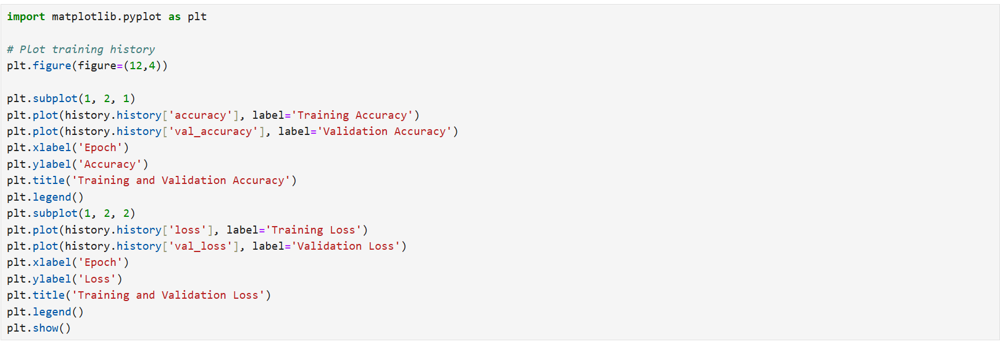 import matplotlib.pyplot as plt
# Plot training history
plt.figure(figure=(12,4))
plt.subplot(1, 2, 1)
plt.plot(history.history['accuracy'], label='Training Accuracy')
plt.plot(history.history['val_accuracy'], label='Validation Accuracy')
plt.xlabel('Epoch')
plt.ylabel('Accuracy')
plt.title('Training and Validation Accuracy')
plt.legend()
plt.subplot(1, 2, 2)
plt.plot(history.history['loss'], label='Training Loss')
plt.plot(history.history['val_loss'], label='Validation Loss')
plt.xlabel('Epoch')
plt.ylabel('Loss')
plt.title('Training and Validation Loss')
plt.legend()
plt.show()